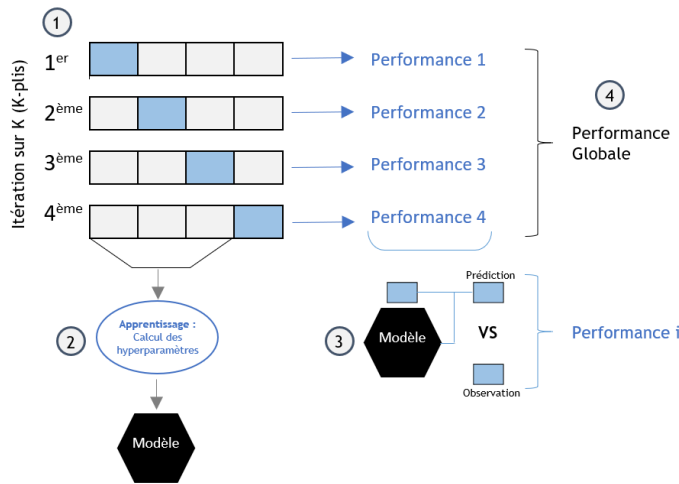 1
Itération sur K (K-plis)
1er
Performance 1
2ème
Performance 2
3ème
Performance 3
4ème
Performance 4
4
Performance
Globale
2
Apprentissage :
Calcul des
hyperparamètres
Modèle
3
Modèle
Prédiction
VS
Observation
Performance i